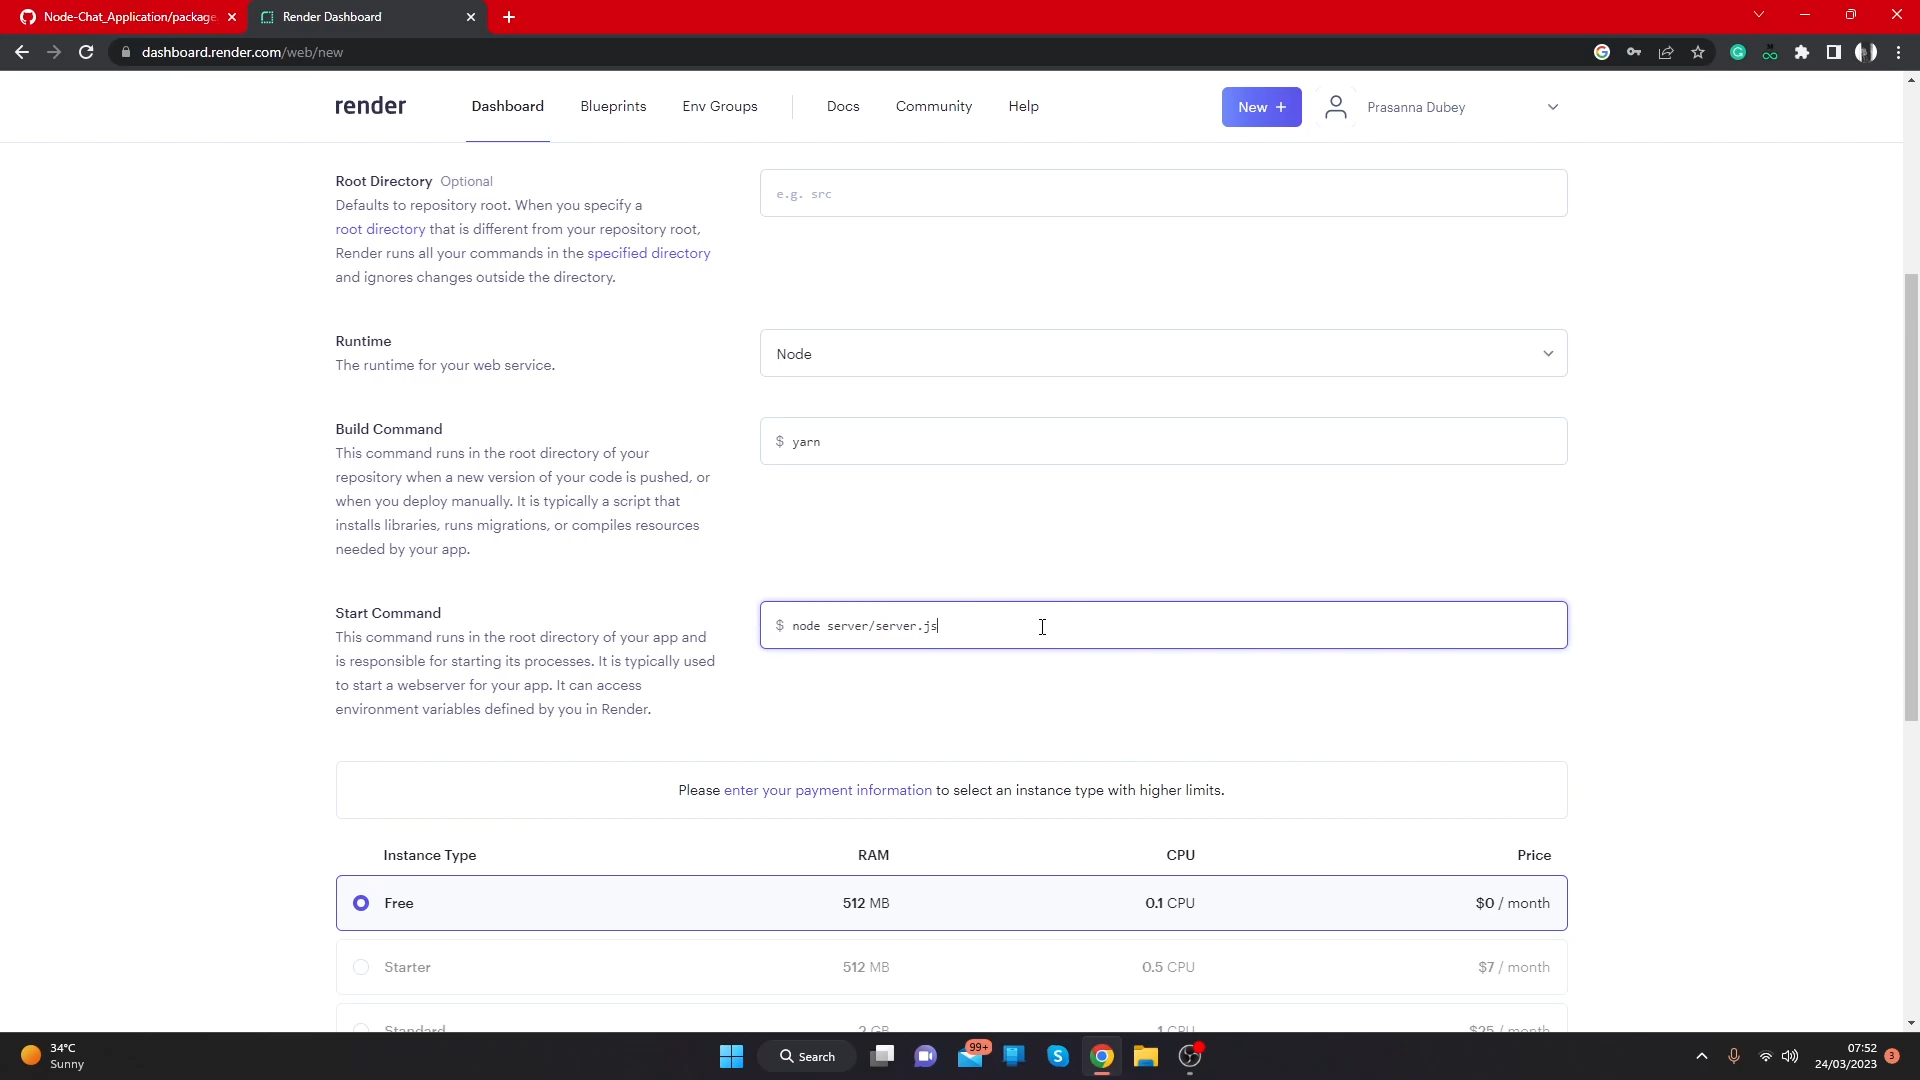 Node-Chat_Application/package.
Render Dashboard
dashboard.render.com/web/new
render
Dashboard
Blueprints
Env Groups
Docs
Community
Help
New +
Prasanna Dubey
Root Directory Optional
Defaults to repository root. When you specify a
root directory that is different from your repository root,
Render runs all your commands in the specified directory
and ignores changes outside the directory.
e.g. src
Runtime
The runtime for your web service.
Node
Build Command
This command runs in the root directory of your
repository when a new version of your code is pushed, or
when you deploy manually. It is typically a script that
installs libraries, runs migrations, or compiles resources
needed by your app.
$ yarn
Start Command
This command runs in the root directory of your app and
is responsible for starting its processes. It is typically used
to start a webserver for your app. It can access
environment variables defined by you in Render.
$ node server/server.js
Please enter your payment information to select an instance type with higher limits.
Instance Type RAM CPU Price
Free 512 MB 0.1 CPU $0 / month
Starter 512 MB 0.5 CPU $7 / month
Standard 2 GB 1 CPU $25 / month
34°C
Sunny
Search
99+
07:52
24/03/2023
3